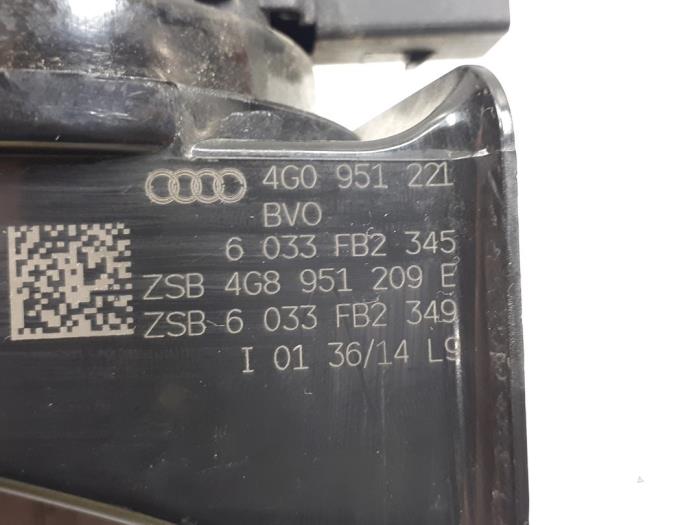 4G0 951 221
BVO
6 033 FB2 345
ZSB 4G8 951 209 E
ZSB-6 033 FB2 349
I 01 36/14 L9